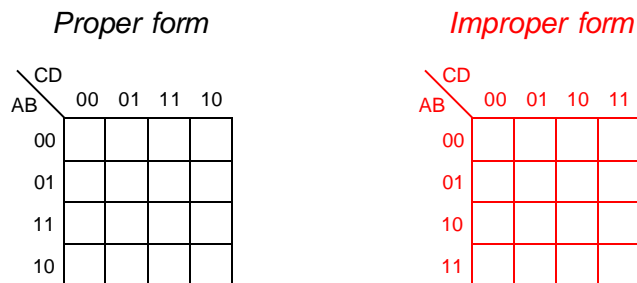 Proper form
CD
AB 00 01 11 10
00
01
11
10
Improper form
CD
AB 00 01 10 11
00
01
10
11